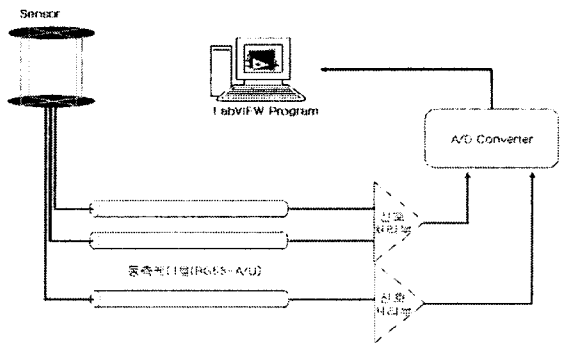 Sensor
LabVIEW Program
A/D Converter
신호
처리부
동축케이블(RG58-A/U)
신호
처리부